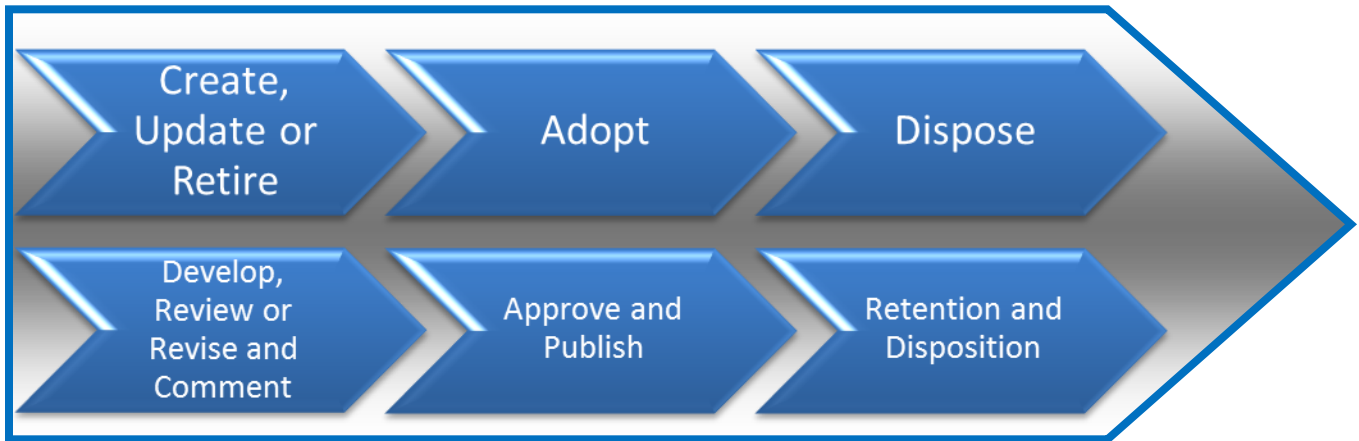 Create,
Update or
Retire
Adopt
Dispose
Develop,
Review or
Revise and
Comment
Approve and
Publish
Retention and
Disposition